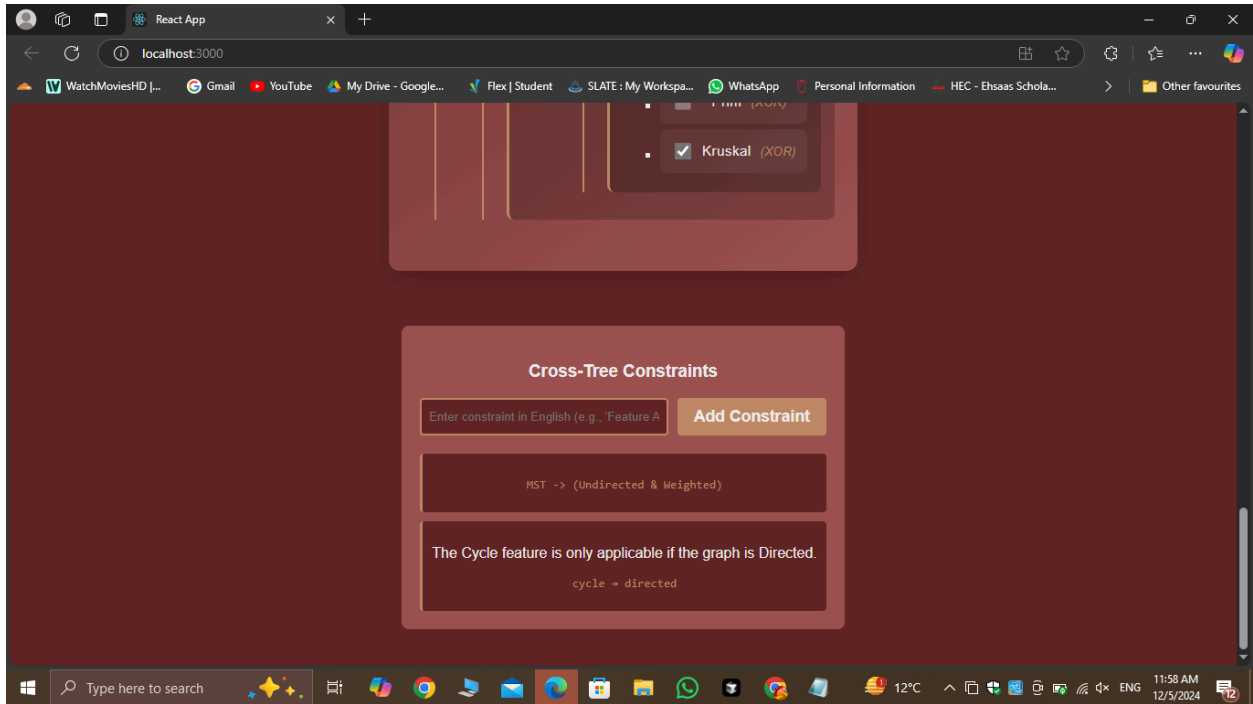 React App
localhost:3000
WatchMoviesHD |...
Gmail
YouTube
My Drive - Google...
Flex | Student
SLATE : My Workspa...
WhatsApp
Personal Information
HEC - Ehsaas Schola...
Other favourites
Prim (XOR)
Kruskal (XOR)
Cross-Tree Constraints
Enter constraint in English (e.g., 'Feature A
Add Constraint
MST -> (Undirected & Weighted)
The Cycle feature is only applicable if the graph is Directed.
cycle → directed
Type here to search
12°C
ENG
11:58 AM
12/5/2024
12